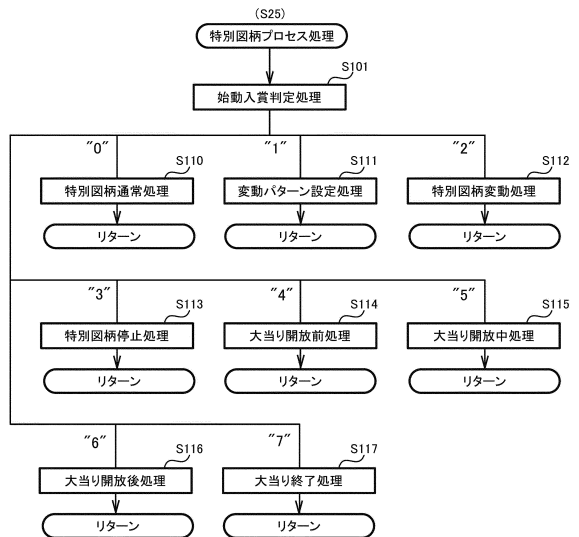 (S25)
特別図柄プロセス処理
S101
始動入賞判定処理
"0"
"1"
"2"
S110
S111
S112
特別図柄通常処理
変動パターン設定処理
特別図柄変動処理
リターン
リターン
リターン
"3"
"4"
"5"
S113
S114
S115
特別図柄停止処理
大当り開放前処理
大当り開放中処理
リターン
リターン
リターン
"6"
"7"
S116
S117
大当り開放後処理
大当り終了処理
リターン
リターン